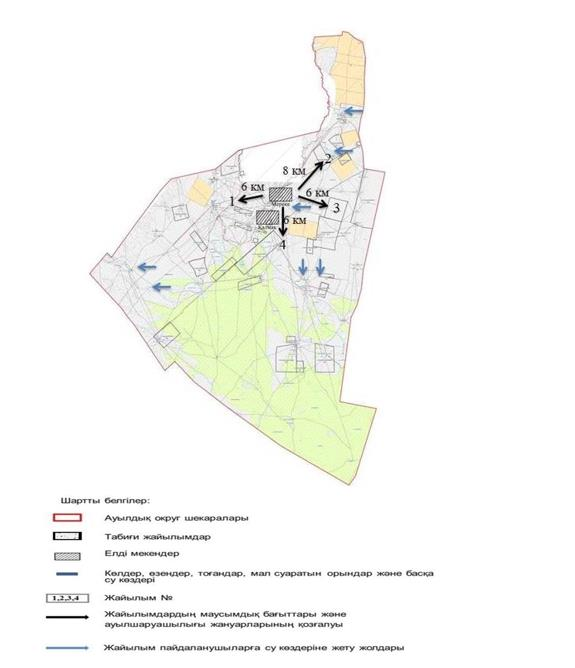 8 км
2
6 км
6 км
1
3
6 км
4
Шартты белгілер:
Ауылдық округ шекаралары
Табиғи жайылымдар
Елді мекендер
Көлдер, өзендер, тоғандар, мал суаратын орындар және басқа
су көздері
1,2,3,4 Жайылым №
Жайылымдардың маусымдық бағыттары және
ауылшаруашылығы жануарларының қозғалуы
Жайылым пайдаланушыларға су көздеріне жету жолдары